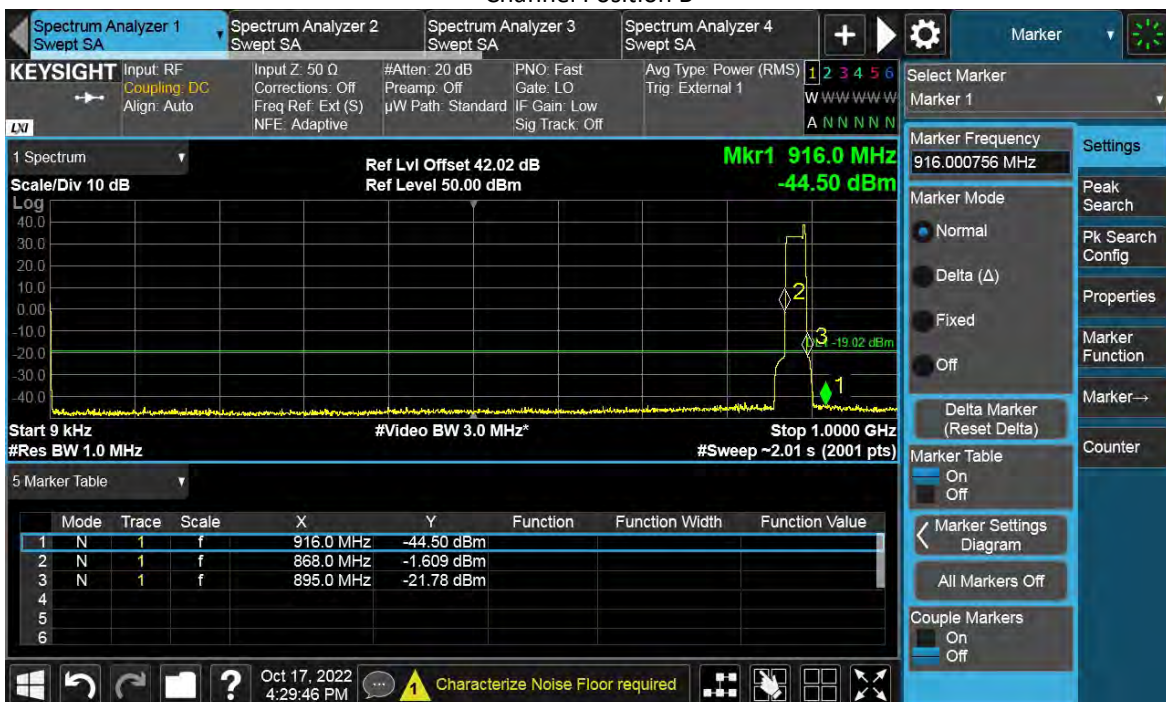 Channel Position B
Spectrum Analyzer 1
Swept SA
Spectrum Analyzer 2
Swept SA
Spectrum Analyzer 3
Swept SA
Spectrum Analyzer 4
Swept SA
Marker
KEYSIGHT
LXI
Input: RF
Coupling: DC
Align: Auto
Input Z: 50 Ω
Corrections: Off
Freq Ref: Ext (S)
NFE: Adaptive
#Atten: 20 dB
Preamp: Off
µW Path: Standard
PNO: Fast
Gate: LO
IF Gain: Low
Sig Track: Off
Avg Type: Power (RMS)
Trig: External 1
1 2 3 4 5 6
W W W W W W
A N N N N N
Select Marker
Marker 1
1 Spectrum
Scale/Div 10 dB
Log
Ref Lvl Offset 42.02 dB
Ref Level 50.00 dBm
Mkr1 916.0 MHz
-44.50 dBm
40.0
30.0
20.0
10.0
0.00
-10.0
-20.0
-30.0
-40.0
2
3
-19.02 dBm
1
Start 9 kHz
#Res BW 1.0 MHz
#Video BW 3.0 MHz*
Stop 1.0000 GHz
#Sweep ~2.01 s (2001 pts)
5 Marker Table
Mode Trace Scale X Y Function Function Width Function Value
1 N 1 f 916.0 MHz -44.50 dBm
2 N 1 f 868.0 MHz -1.609 dBm
3 N 1 f 895.0 MHz -21.78 dBm
4
5
6
Marker Frequency
916.000756 MHz
Marker Mode
Normal
Delta (Δ)
Fixed
Off
Delta Marker
(Reset Delta)
Marker Table
On
Off
Marker Settings
Diagram
All Markers Off
Couple Markers
On
Off
Settings
Peak
Search
Pk Search
Config
Properties
Marker
Function
Marker→
Counter
?
Oct 17, 2022
4:29:46 PM
Characterize Noise Floor required